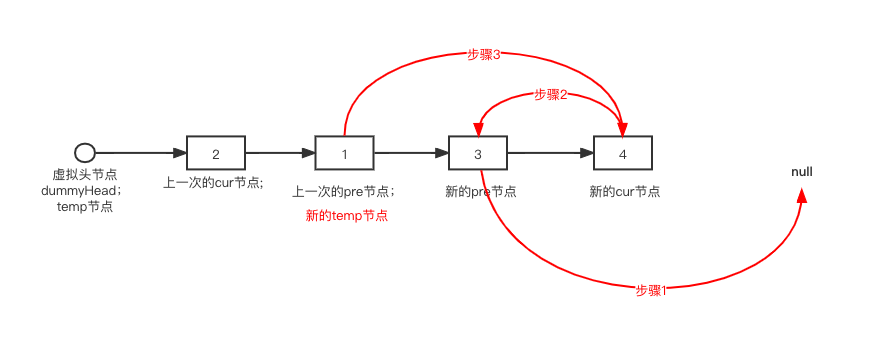 步骤3
步骤2
2
1
3
4
虚拟头节点
dummyHead；
temp节点
上一次的cur节点;
上一次的pre节点；
新的temp节点
新的pre节点
新的cur节点
null
步骤1